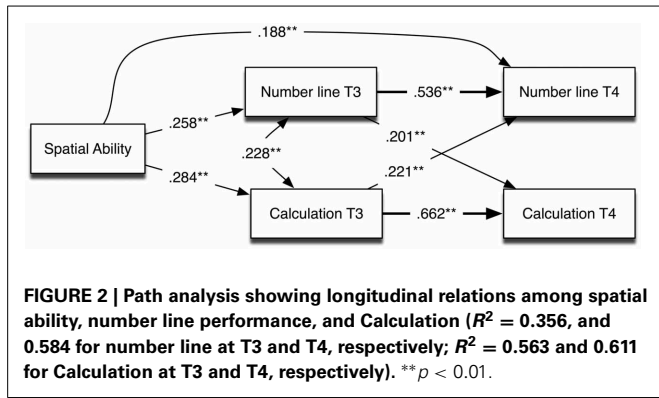 .188**
Number line T3
.536**
Number line T4
.258**
.201**
Spatial Ability
.228**
.221**
.284**
Calculation T3
.662**
Calculation T4
FIGURE 2 | Path analysis showing longitudinal relations among spatial
ability, number line performance, and Calculation (R² = 0.356, and
0.584 for number line at T3 and T4, respectively; R² = 0.563 and 0.611
for Calculation at T3 and T4, respectively). **p < 0.01.